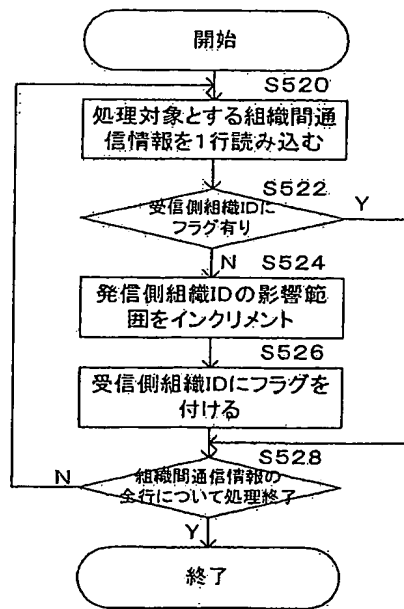 開始
S520
処理対象とする組織間通
信情報を1行読み込む
S522
受信側組織IDに
フラグ有り
Y
N
S524
発信側組織IDの影響範
囲をインクリメント
S526
受信側組織IDにフラグを
付ける
S528
組織間通信情報の
全行について処理終了
N
Y
終了